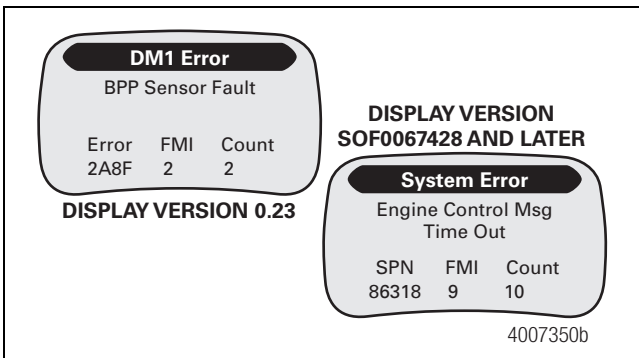 DM1 Error
BPP Sensor Fault
Error FMI Count
2A8F 2 2
DISPLAY VERSION 0.23
DISPLAY VERSION
SOF0067428 AND LATER
System Error
Engine Control Msg
Time Out
SPN FMI Count
86318 9 10
4007350b